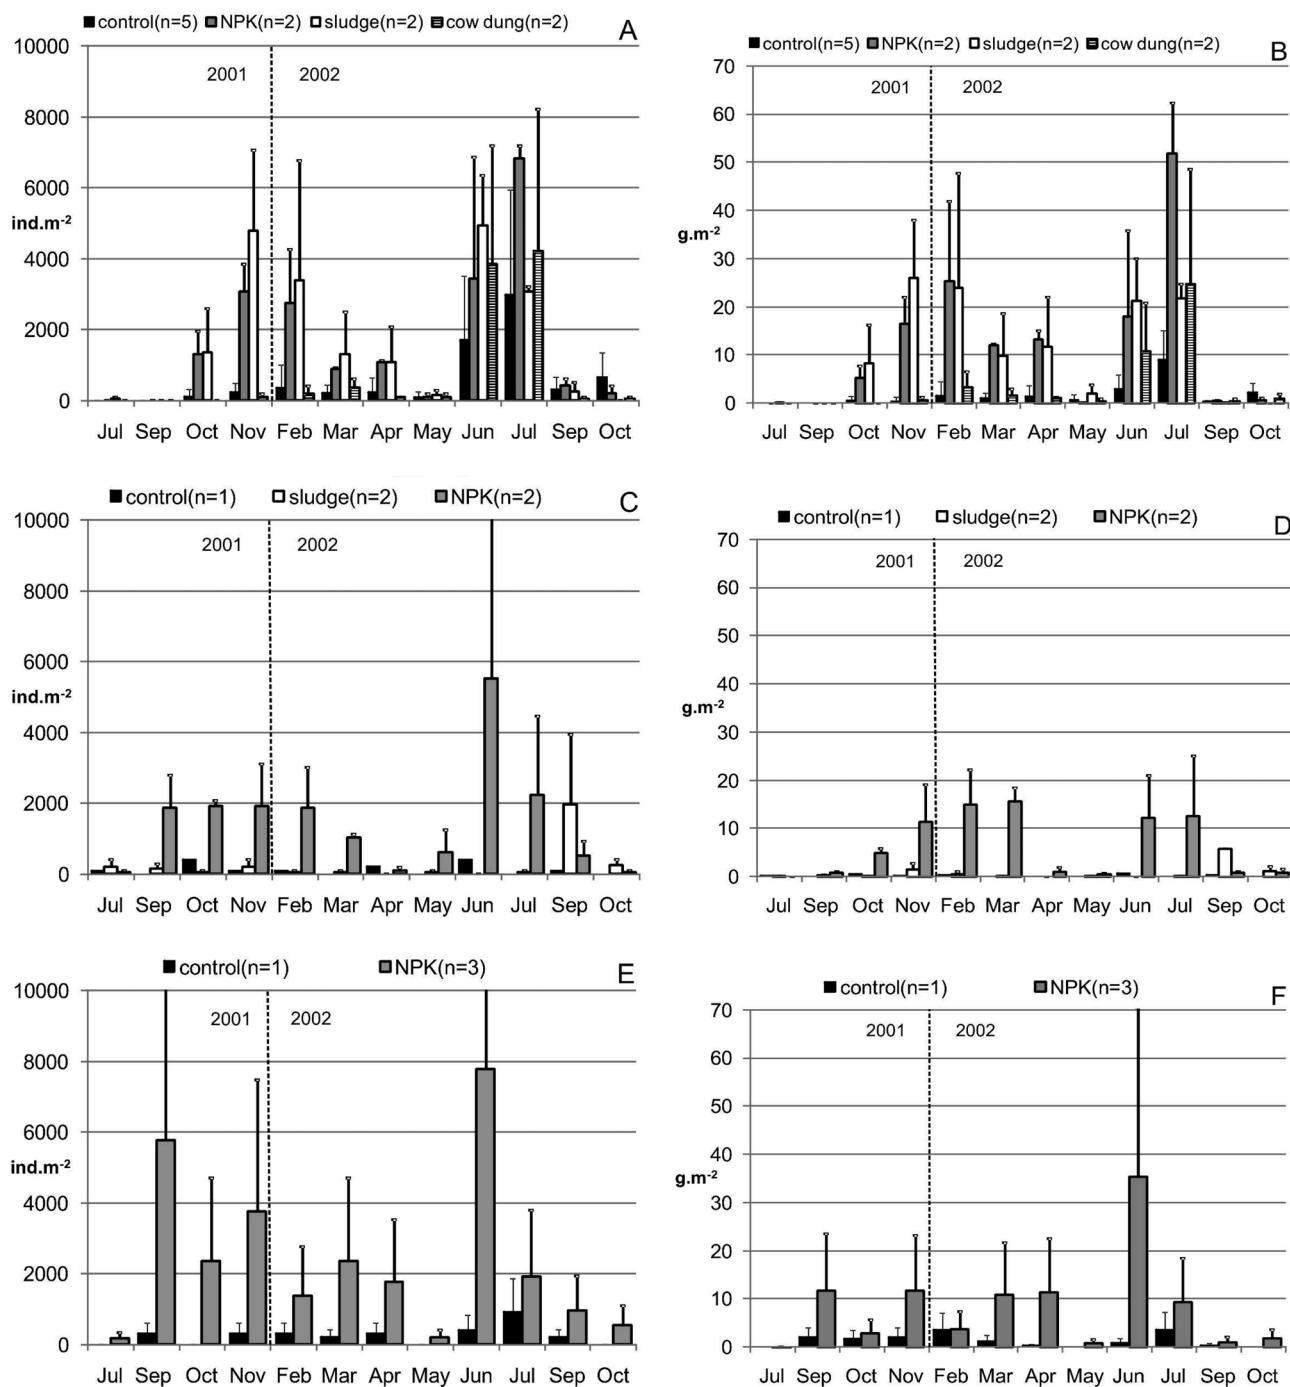 control(n=5) NPK(n=2) sludge(n=2) cow dung(n=2)
A
10000
8000
6000
ind.m-2
4000
2000
0
2001 2002
Jul Sep Oct Nov Feb Mar Apr May Jun Jul Sep Oct
control(n=5) NPK(n=2) sludge(n=2) cow dung(n=2)
B
70
60
50
40
g.m-2
30
20
10
0
2001 2002
Jul Sep Oct Nov Feb Mar Apr May Jun Jul Sep Oct
control(n=1) sludge(n=2) NPK(n=2)
C
10000
8000
6000
ind.m-2
4000
2000
0
2001 2002
Jul Sep Oct Nov Feb Mar Apr May Jun Jul Sep Oct
control(n=1) sludge(n=2) NPK(n=2)
D
70
60
50
40
g.m-2
30
20
10
0
2001 2002
Jul Sep Oct Nov Feb Mar Apr May Jun Jul Sep Oct
control(n=1) NPK(n=3)
E
10000
8000
6000
ind.m-2
4000
2000
0
2001 2002
Jul Sep Oct Nov Feb Mar Apr May Jun Jul Sep Oct
control(n=1) NPK(n=3)
F
70
60
50
40
g.m-2
30
20
10
0
2001 2002
Jul Sep Oct Nov Feb Mar Apr May Jun Jul Sep Oct